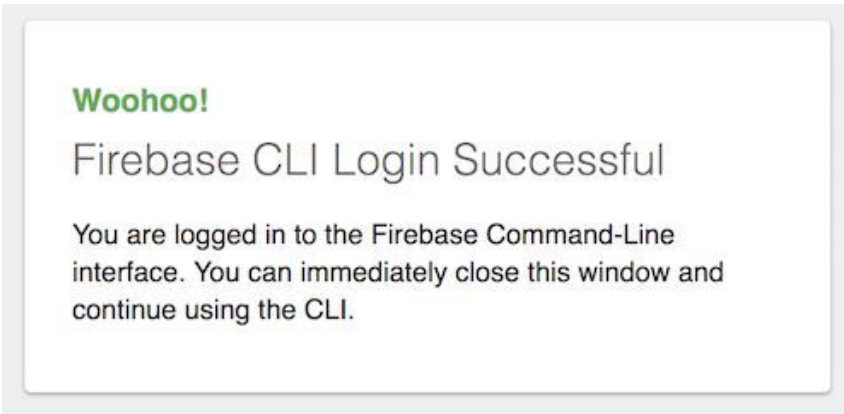 Woohoo!
Firebase CLI Login Successful
You are logged in to the Firebase Command-Line
interface. You can immediately close this window and
continue using the CLI.